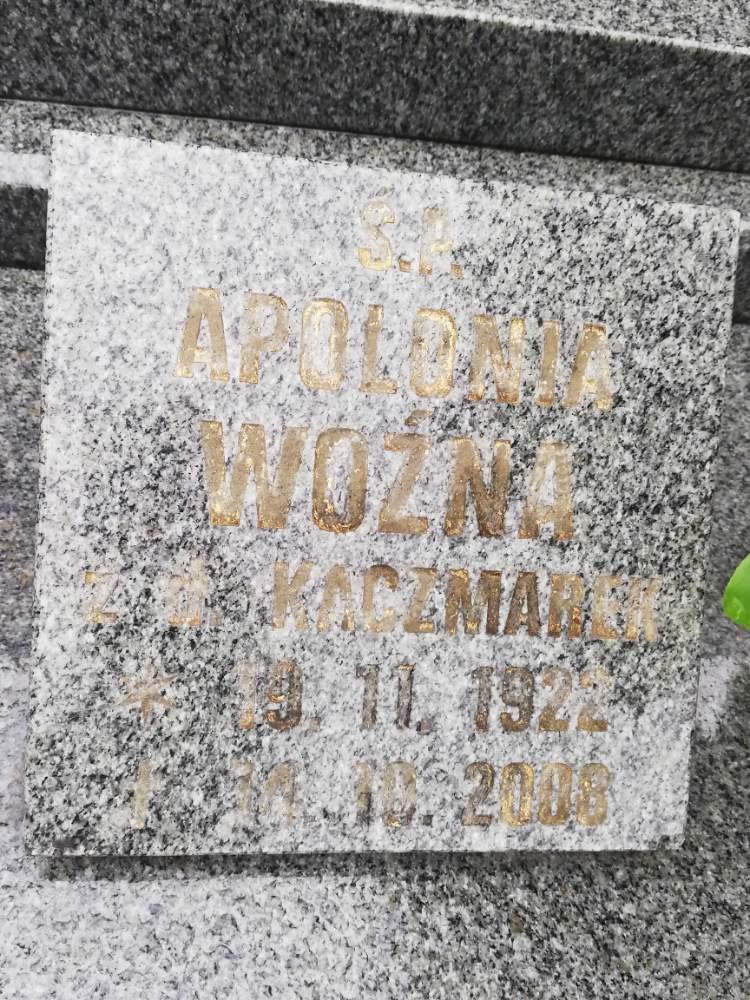 Ś.P.
APOLONIA
WOŹNA
z d. KACZMAREK
* 19. 11. 1922
† 14. 10. 2008